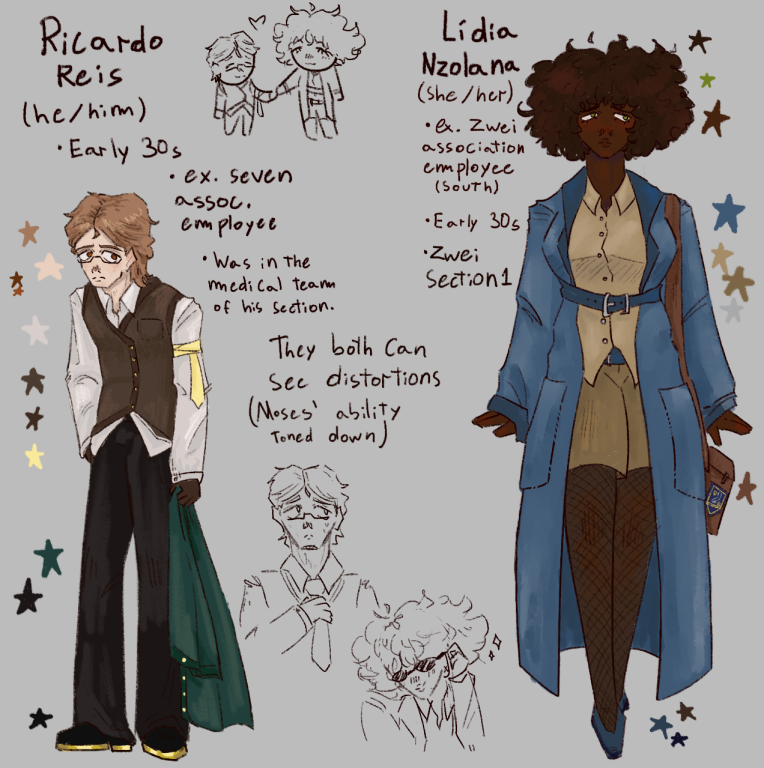 Ricardo
Reis
(he/him)
• Early 30s
• ex. seven
assoc.
employee
• Was in the
medical team
of his section.
Lídia
Nzolana
(she/her)
• ex. Zwei
association
employee
(south)
• Early 30s
• Zwei
Section 1
They both can
see distortions
(Moses' ability
toned down)